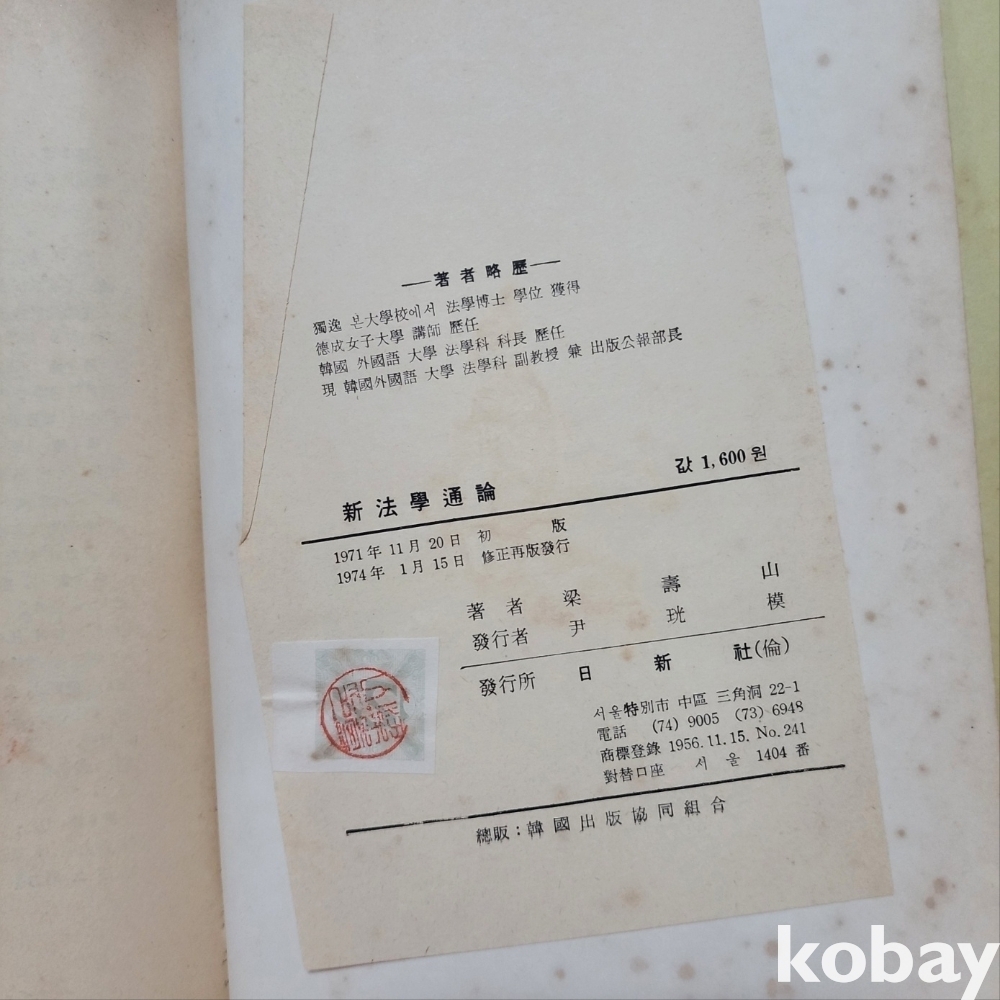 —著者略歷—
獨逸 본大學校에서 法學博士 學位 獲得
德成女子大學 講師 歷任
韓國 外國語 大學 法學科 科長 歷任
現 韓國外國語 大學 法學科 副敎授 兼 出版公報部長
新法學通論 값 1,600원
1971年 11月 20日 初 版
1974年 1月 15日 修正再版發行
著者 梁 壽 山
發行者 尹 珖 模
發行所 日 新 社(倫)
서울特別市 中區 三角洞 22-1
電話 (74) 9005 (73) 6948
商標登錄 1956.11.15. No.241
對替口座 서울 1404 番
總販: 韓國出版協同組合
kobay